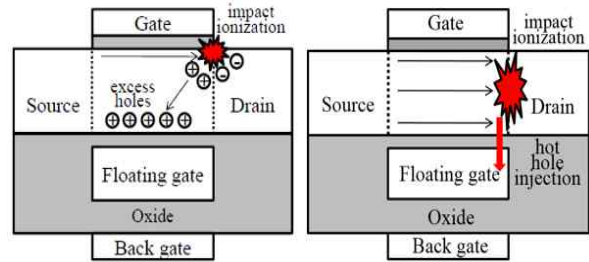 Gate
impact
ionization
excess
holes
Source
Drain
Floating gate
Oxide
Back gate
Gate
impact
ionization
Source
Drain
hot
hole
injection
Floating gate
Oxide
Back gate